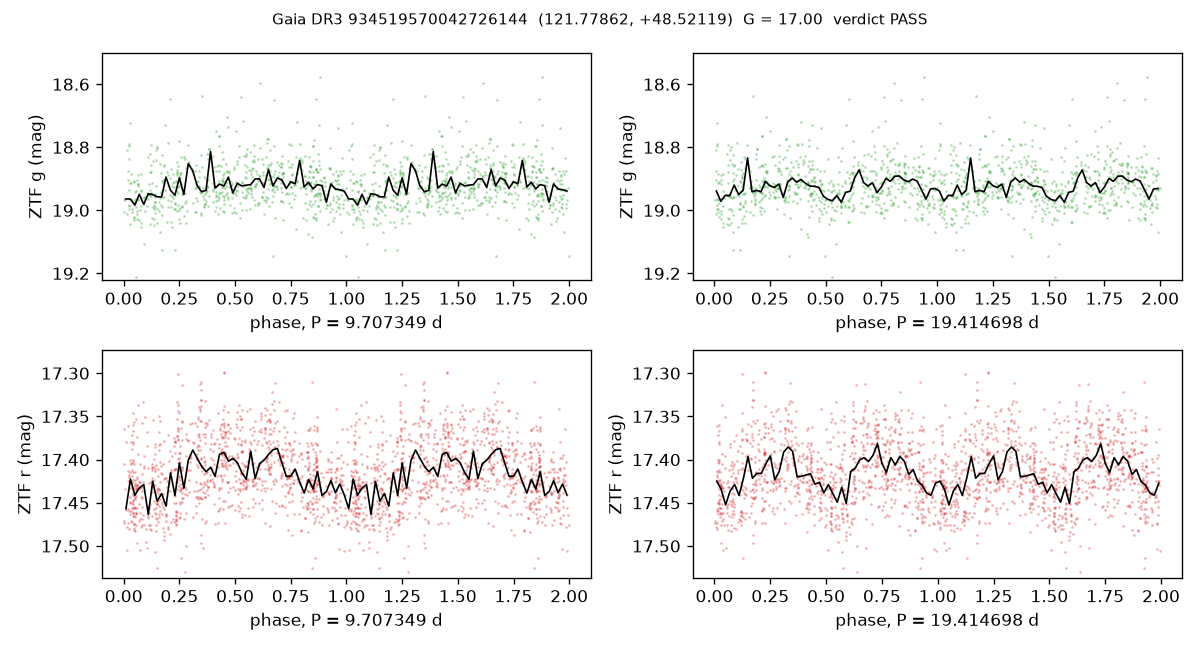 Gaia DR3 934519570042726144  (121.77862, +48.52119)  G = 17.00  verdict PASS
ZTF g (mag)
18.6
18.8
19.0
19.2
0.00 0.25 0.50 0.75 1.00 1.25 1.50 1.75 2.00
phase, P = 9.707349 d
ZTF g (mag)
18.6
18.8
19.0
19.2
0.00 0.25 0.50 0.75 1.00 1.25 1.50 1.75 2.00
phase, P = 19.414698 d
ZTF r (mag)
17.30
17.35
17.40
17.45
17.50
0.00 0.25 0.50 0.75 1.00 1.25 1.50 1.75 2.00
phase, P = 9.707349 d
ZTF r (mag)
17.30
17.35
17.40
17.45
17.50
0.00 0.25 0.50 0.75 1.00 1.25 1.50 1.75 2.00
phase, P = 19.414698 d